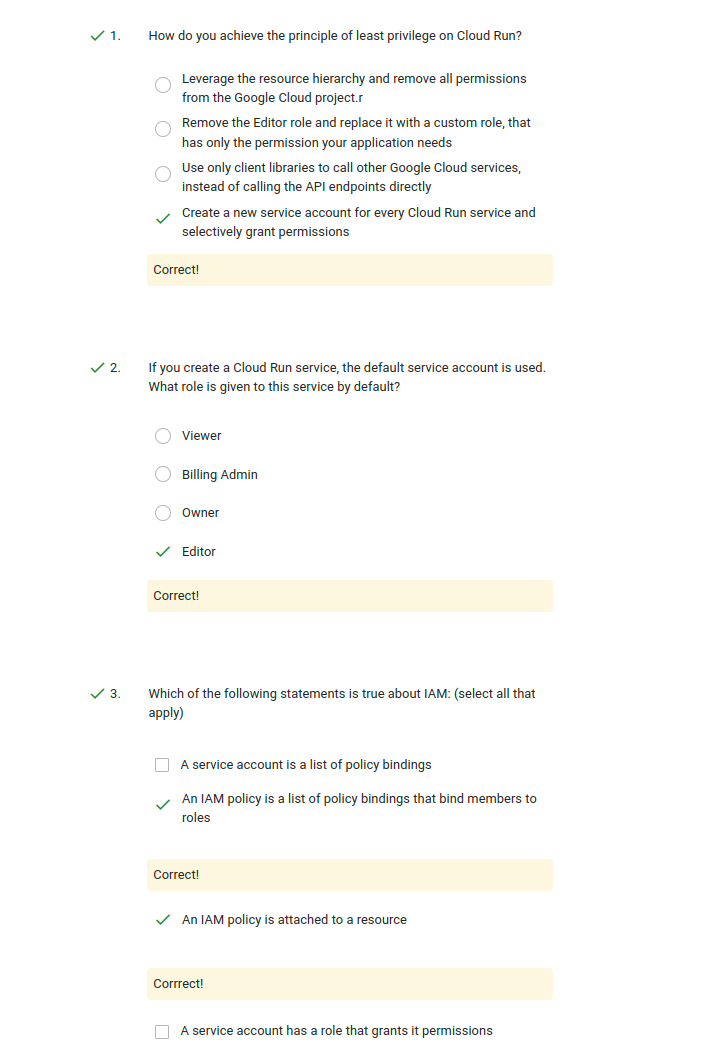 1. How do you achieve the principle of least privilege on Cloud Run?
Leverage the resource hierarchy and remove all permissions
from the Google Cloud project.r
Remove the Editor role and replace it with a custom role, that
has only the permission your application needs
Use only client libraries to call other Google Cloud services,
instead of calling the API endpoints directly
Create a new service account for every Cloud Run service and
selectively grant permissions
Correct!
2. If you create a Cloud Run service, the default service account is used.
What role is given to this service by default?
Viewer
Billing Admin
Owner
Editor
Correct!
3. Which of the following statements is true about IAM: (select all that
apply)
A service account is a list of policy bindings
An IAM policy is a list of policy bindings that bind members to
roles
Correct!
An IAM policy is attached to a resource
Corrrect!
A service account has a role that grants it permissions